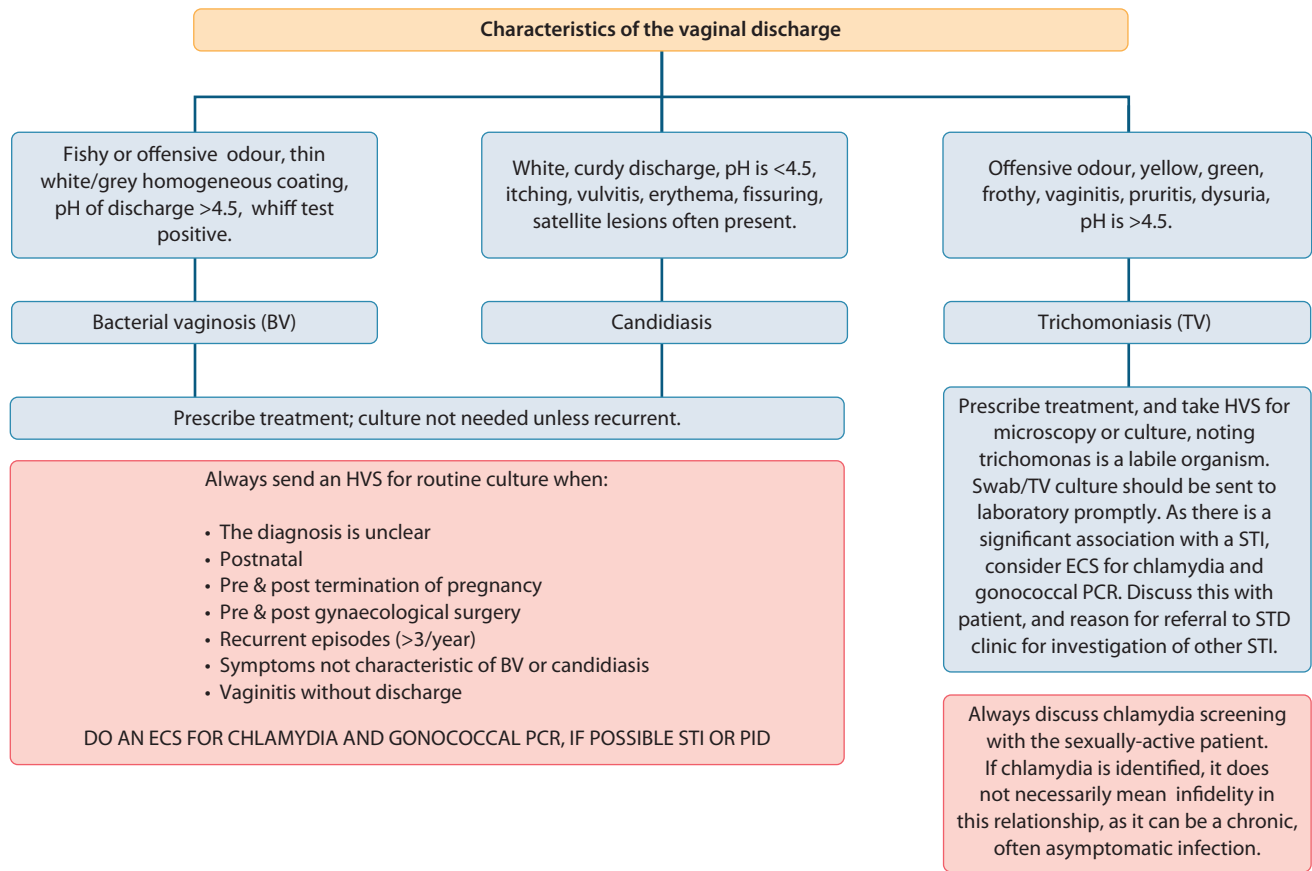 Characteristics of the vaginal discharge
Fishy or offensive odour, thin
white/grey homogeneous coating,
pH of discharge >4.5, whiff test
positive.
White, curdy discharge, pH is <4.5,
itching, vulvitis, erythema, fissuring,
satellite lesions often present.
Offensive odour, yellow, green,
frothy, vaginitis, pruritis, dysuria,
pH is >4.5.
Bacterial vaginosis (BV)
Candidiasis
Trichomoniasis (TV)
Prescribe treatment; culture not needed unless recurrent.
Always send an HVS for routine culture when:
• The diagnosis is unclear
• Postnatal
• Pre & post termination of pregnancy
• Pre & post gynaecological surgery
• Recurrent episodes (>3/year)
• Symptoms not characteristic of BV or candidiasis
• Vaginitis without discharge
DO AN ECS FOR CHLAMYDIA AND GONOCOCCAL PCR, IF POSSIBLE STI OR PID
Prescribe treatment, and take HVS for
microscopy or culture, noting
trichomonas is a labile organism.
Swab/TV culture should be sent to
laboratory promptly. As there is a
significant association with a STI,
consider ECS for chlamydia and
gonococcal PCR. Discuss this with
patient, and reason for referral to STD
clinic for investigation of other STI.
Always discuss chlamydia screening
with the sexually-active patient.
If chlamydia is identified, it does
not necessarily mean infidelity in
this relationship, as it can be a chronic,
often asymptomatic infection.